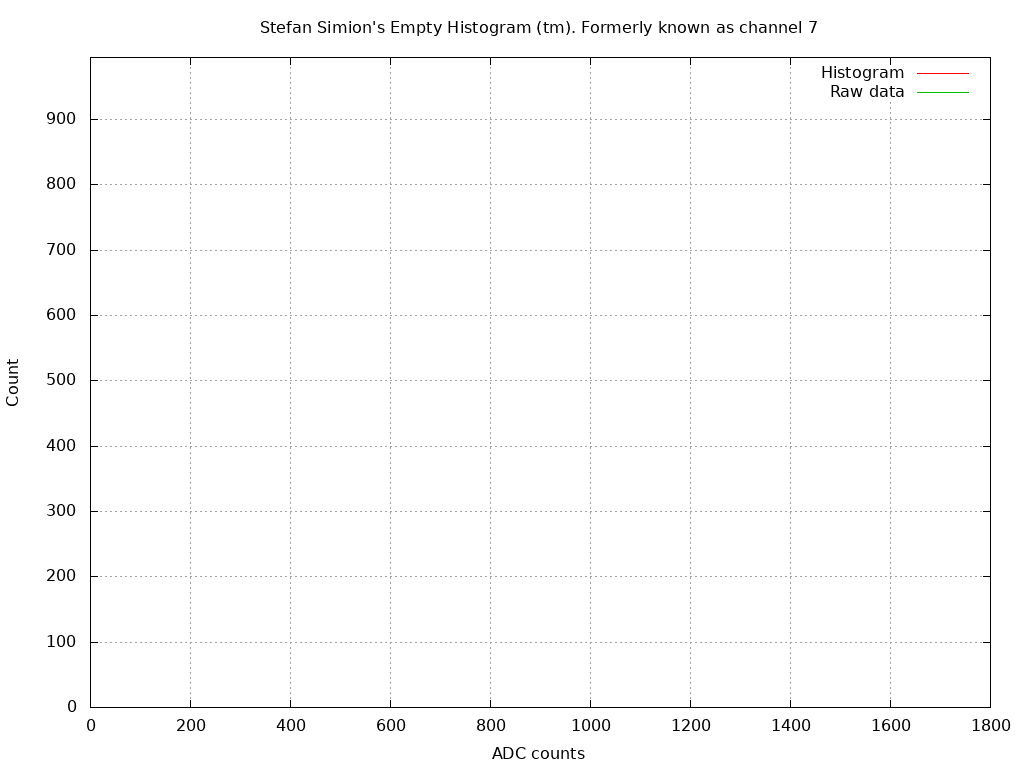 Stefan Simion's Empty Histogram (tm). Formerly known as channel 7
Histogram
Raw data
900
800
700
600
500
400
300
200
100
0
Count
0 200 400 600 800 1000 1200 1400 1600 1800
ADC counts